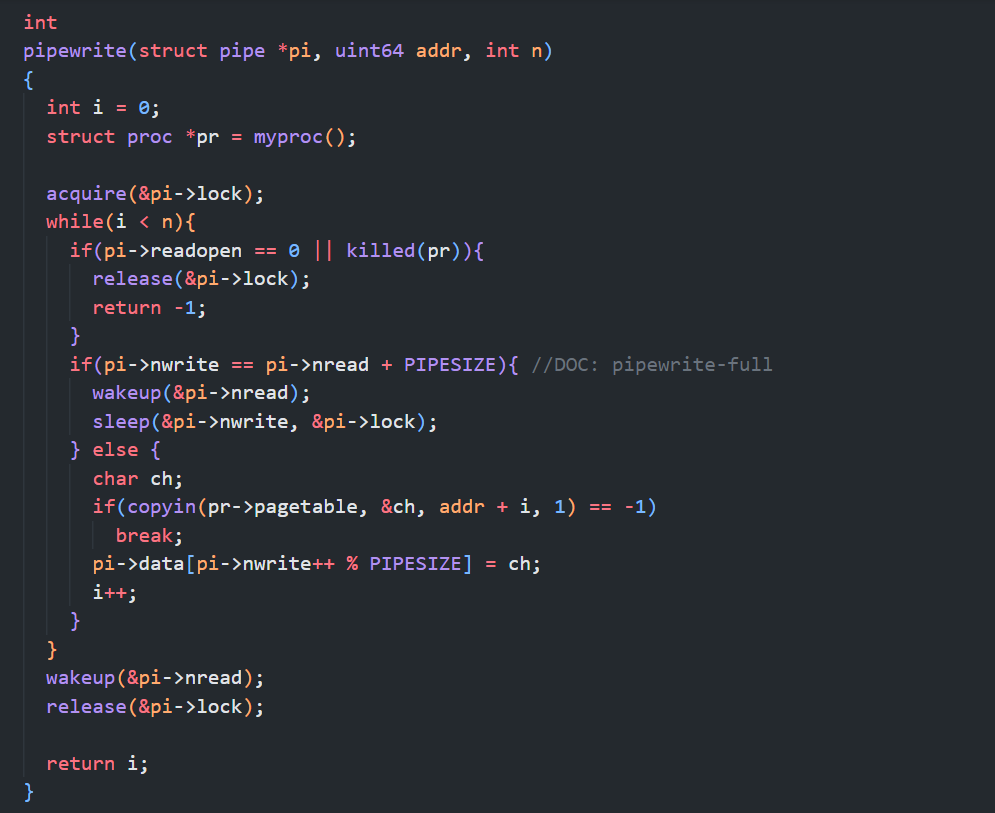 int
pipewrite(struct pipe *pi, uint64 addr, int n)
{
  int i = 0;
  struct proc *pr = myproc();

  acquire(&pi->lock);
  while(i < n){
    if(pi->readopen == 0 || killed(pr)){
      release(&pi->lock);
      return -1;
    }
    if(pi->nwrite == pi->nread + PIPESIZE){ //DOC: pipewrite-full
      wakeup(&pi->nread);
      sleep(&pi->nwrite, &pi->lock);
    } else {
      char ch;
      if(copyin(pr->pagetable, &ch, addr + i, 1) == -1)
        break;
      pi->data[pi->nwrite++ % PIPESIZE] = ch;
      i++;
    }
  }
  wakeup(&pi->nread);
  release(&pi->lock);

  return i;
}